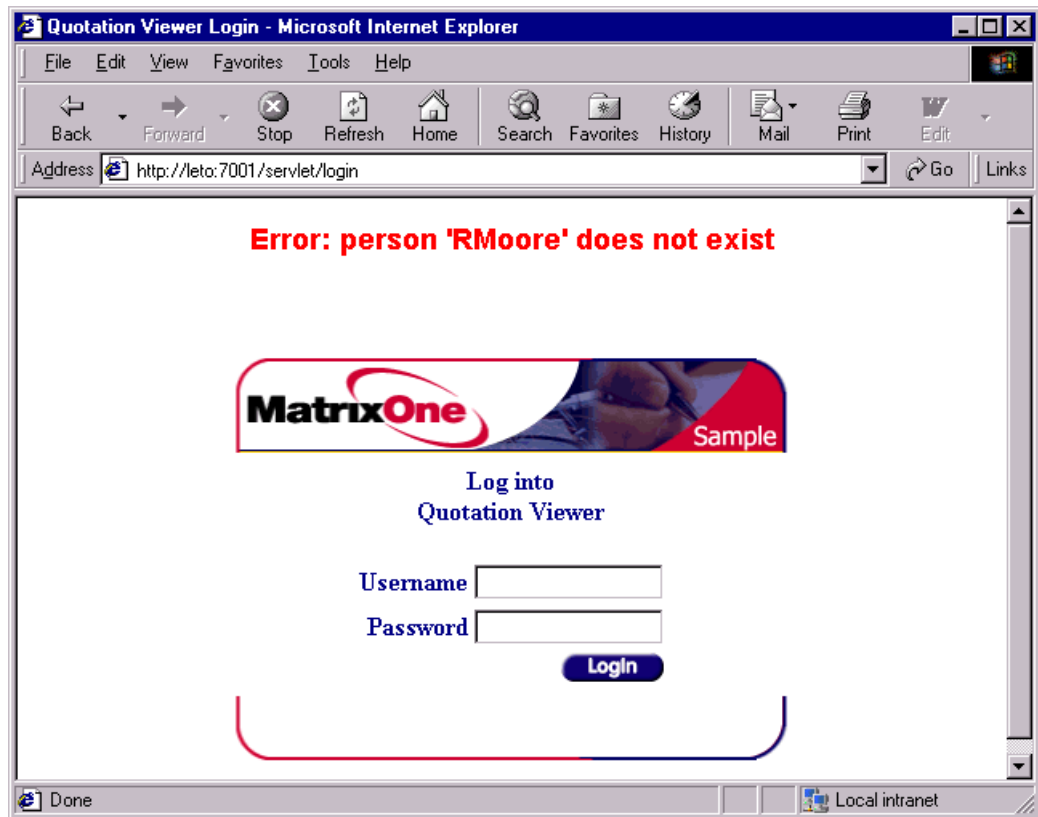 Quotation Viewer Login - Microsoft Internet Explorer
File Edit View Favorites Tools Help
Back Forward Stop Refresh Home Search Favorites History Mail Print Edit
Address http://leto:7001/servlet/login Go Links
Error: person 'RMoore' does not exist
MatrixOne
Sample
Log into
Quotation Viewer
Username
Password
LogIn
Done Local intranet